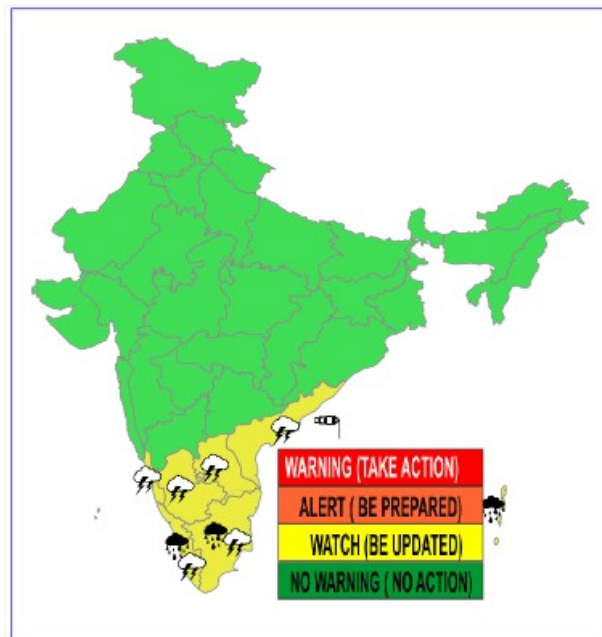 WARNING (TAKE ACTION)
ALERT ( BE PREPARED)
WATCH (BE UPDATED)
NO WARNING ( NO ACTION)